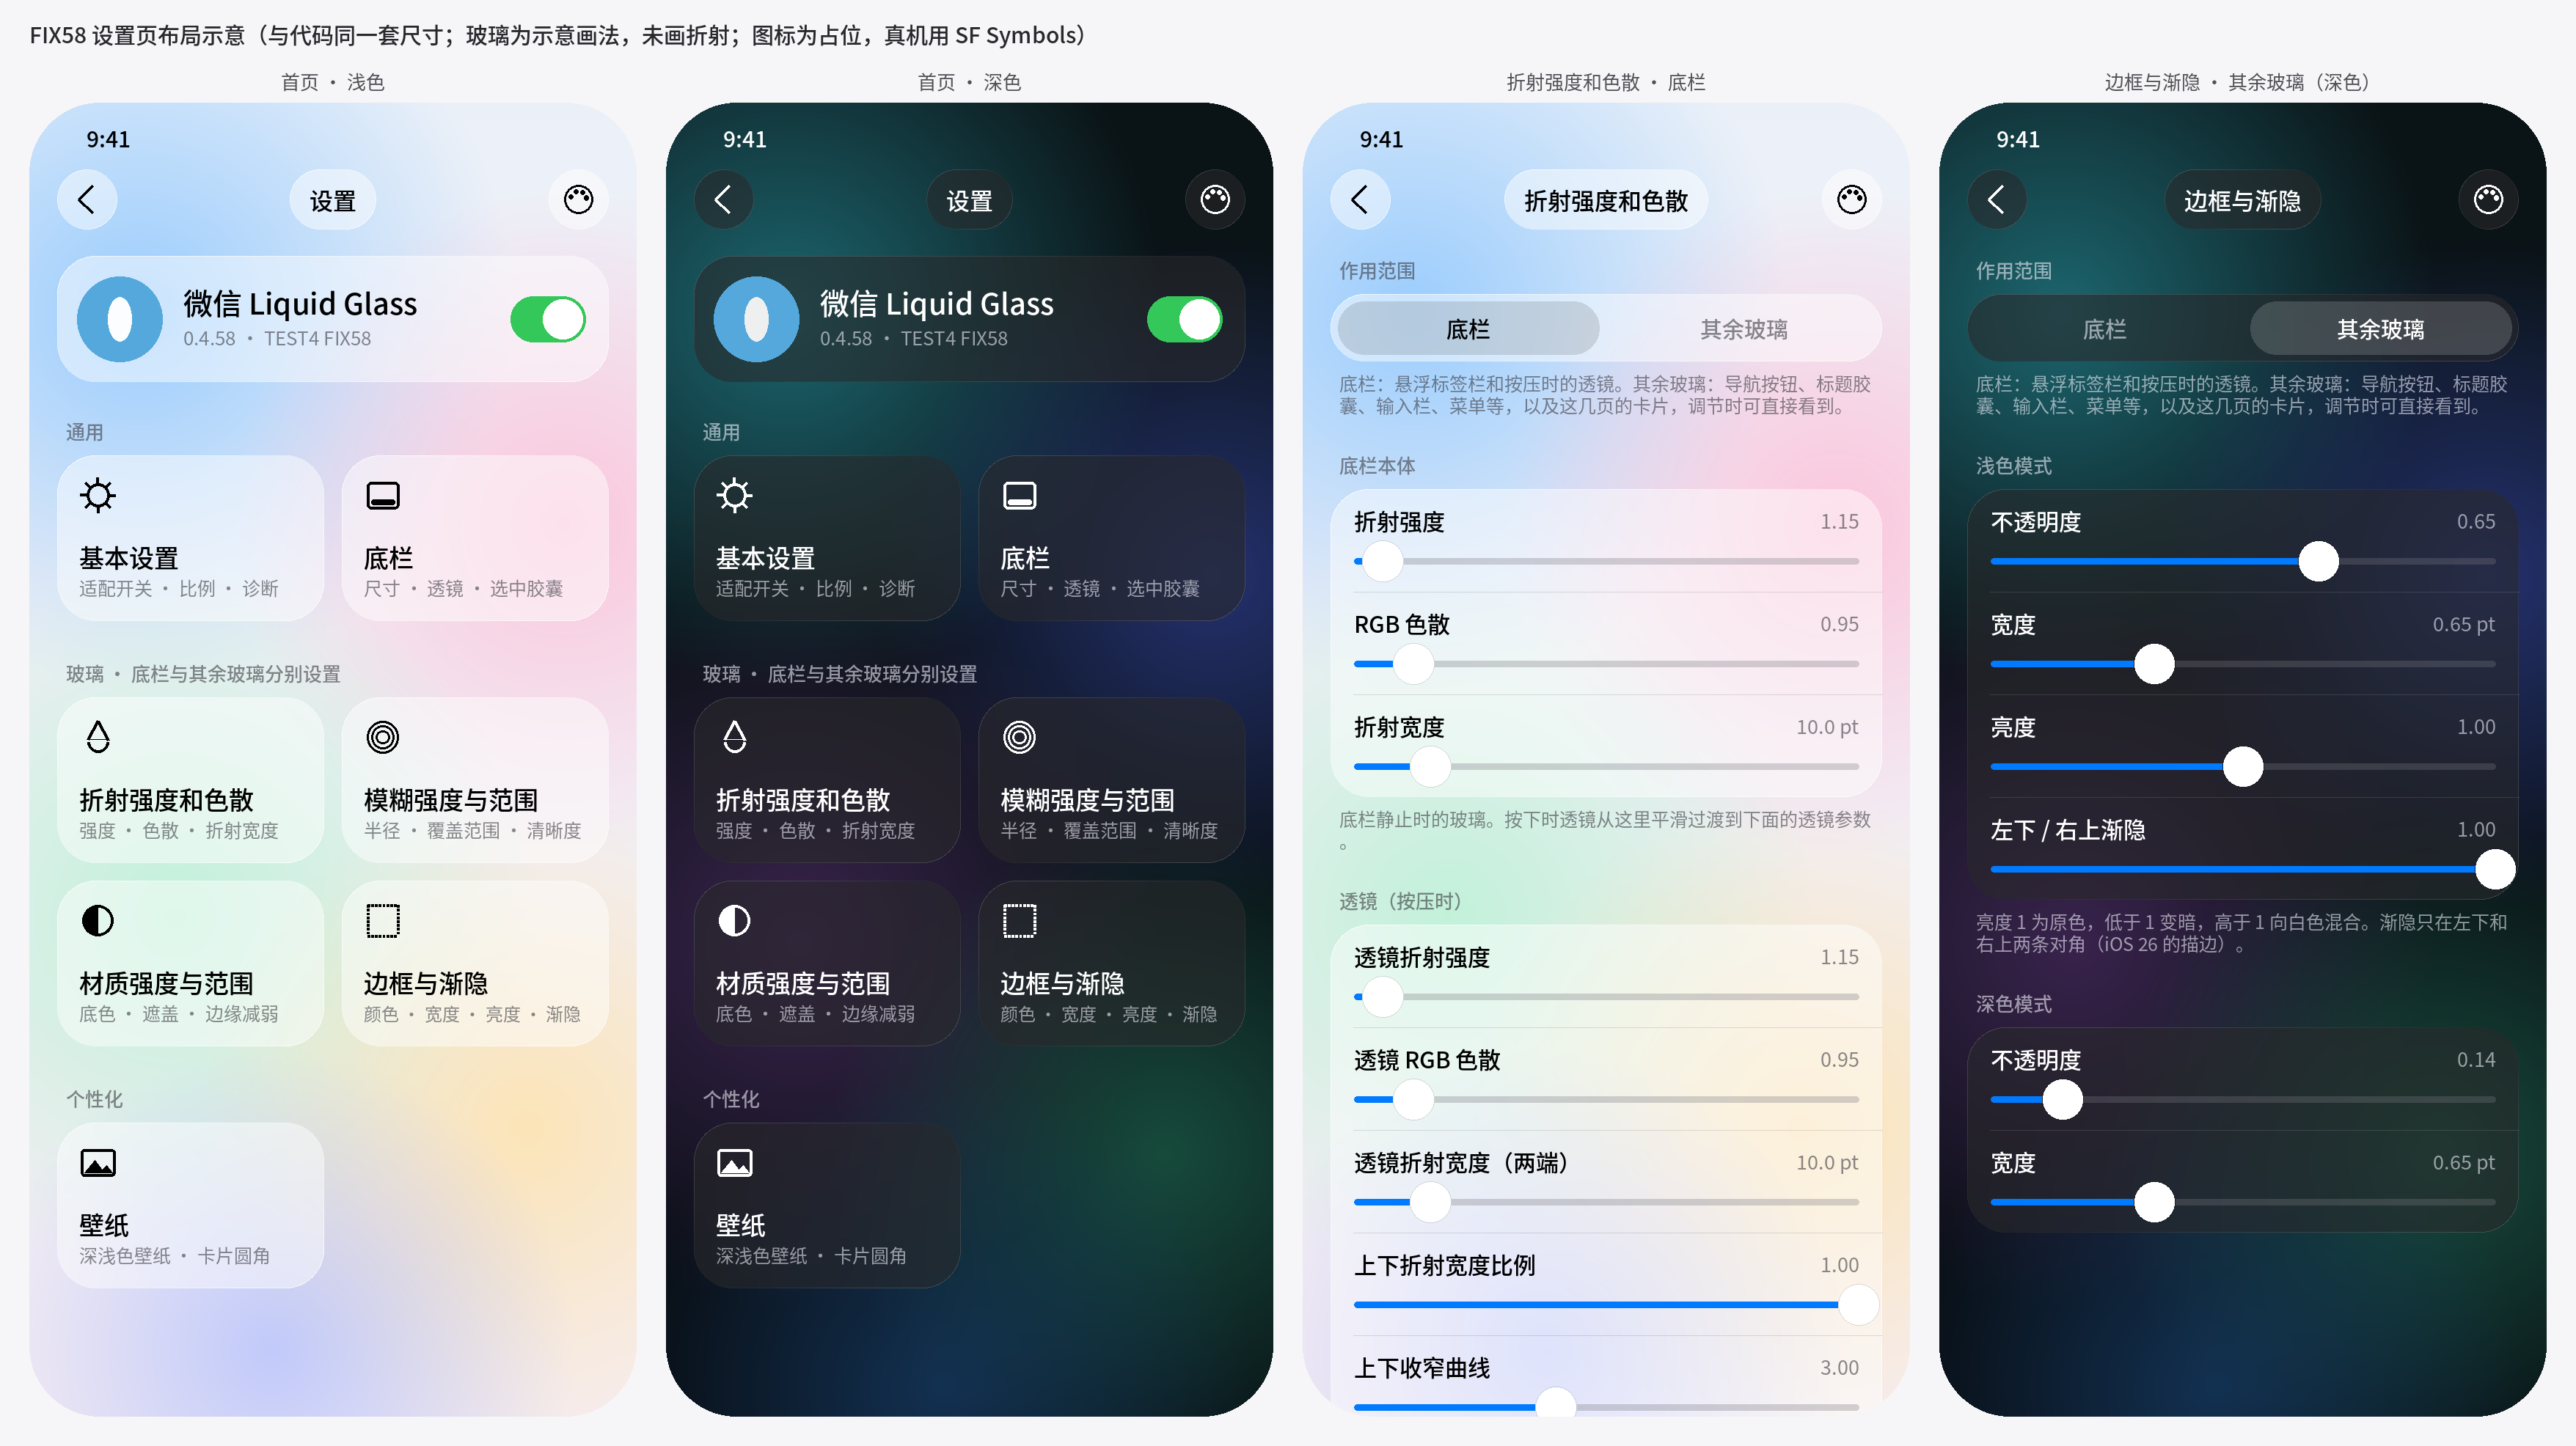 FIX58 设置页布局示意（与代码同一套尺寸；玻璃为示意画法，未画折射；图标为占位，真机用 SF Symbols）
首页 · 浅色
9:41
设置
微信 Liquid Glass
0.4.58 · TEST4 FIX58
通用
基本设置
适配开关 · 比例 · 诊断
底栏
尺寸 · 透镜 · 选中胶囊
玻璃 · 底栏与其余玻璃分别设置
折射强度和色散
强度 · 色散 · 折射宽度
模糊强度与范围
半径 · 覆盖范围 · 清晰度
材质强度与范围
底色 · 遮盖 · 边缘减弱
边框与渐隐
颜色 · 宽度 · 亮度 · 渐隐
个性化
壁纸
深浅色壁纸 · 卡片圆角
首页 · 深色
9:41
设置
微信 Liquid Glass
0.4.58 · TEST4 FIX58
通用
基本设置
适配开关 · 比例 · 诊断
底栏
尺寸 · 透镜 · 选中胶囊
玻璃 · 底栏与其余玻璃分别设置
折射强度和色散
强度 · 色散 · 折射宽度
模糊强度与范围
半径 · 覆盖范围 · 清晰度
材质强度与范围
底色 · 遮盖 · 边缘减弱
边框与渐隐
颜色 · 宽度 · 亮度 · 渐隐
个性化
壁纸
深浅色壁纸 · 卡片圆角
折射强度和色散 · 底栏
9:41
折射强度和色散
作用范围
底栏 其余玻璃
底栏：悬浮标签栏和按压时的透镜。其余玻璃：导航按钮、标题胶
囊、输入栏、菜单等，以及这几页的卡片，调节时可直接看到。
底栏本体
折射强度 1.15
RGB 色散 0.95
折射宽度 10.0 pt
底栏静止时的玻璃。按下时透镜从这里平滑过渡到下面的透镜参数
。
透镜（按压时）
透镜折射强度 1.15
透镜 RGB 色散 0.95
透镜折射宽度（两端） 10.0 pt
上下折射宽度比例 1.00
上下收窄曲线 3.00
边框与渐隐 · 其余玻璃（深色）
9:41
边框与渐隐
作用范围
底栏 其余玻璃
底栏：悬浮标签栏和按压时的透镜。其余玻璃：导航按钮、标题胶
囊、输入栏、菜单等，以及这几页的卡片，调节时可直接看到。
浅色模式
不透明度 0.65
宽度 0.65 pt
亮度 1.00
左下 / 右上渐隐 1.00
亮度 1 为原色，低于 1 变暗，高于 1 向白色混合。渐隐只在左下和
右上两条对角（iOS 26 的描边）。
深色模式
不透明度 0.14
宽度 0.65 pt